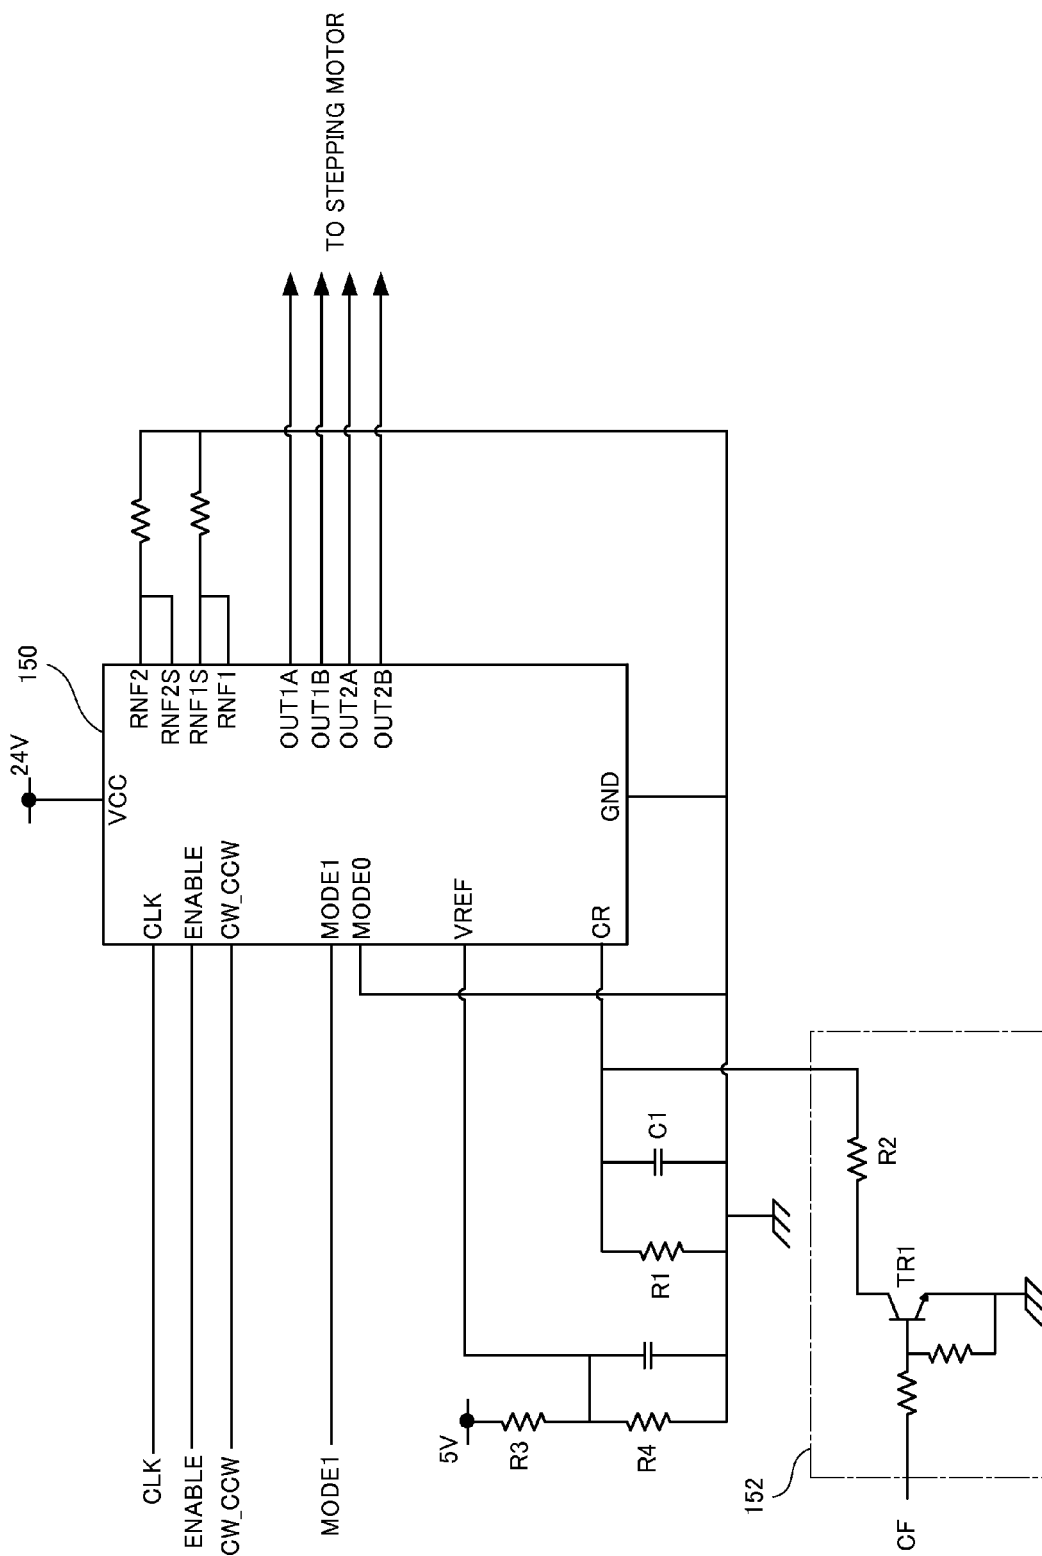 24V
150
VCC
CLK
CLK
ENABLE
ENABLE
CW_CCW
CW_CCW
MODE1
MODE1
MODE0
VREF
CR
GND
RNF2
RNF2S
RNF1S
RNF1
OUT1A
OUT1B
OUT2A
OUT2B
TO STEPPING MOTOR
5V
R3
R4
R1
C1
152
R2
TR1
CF